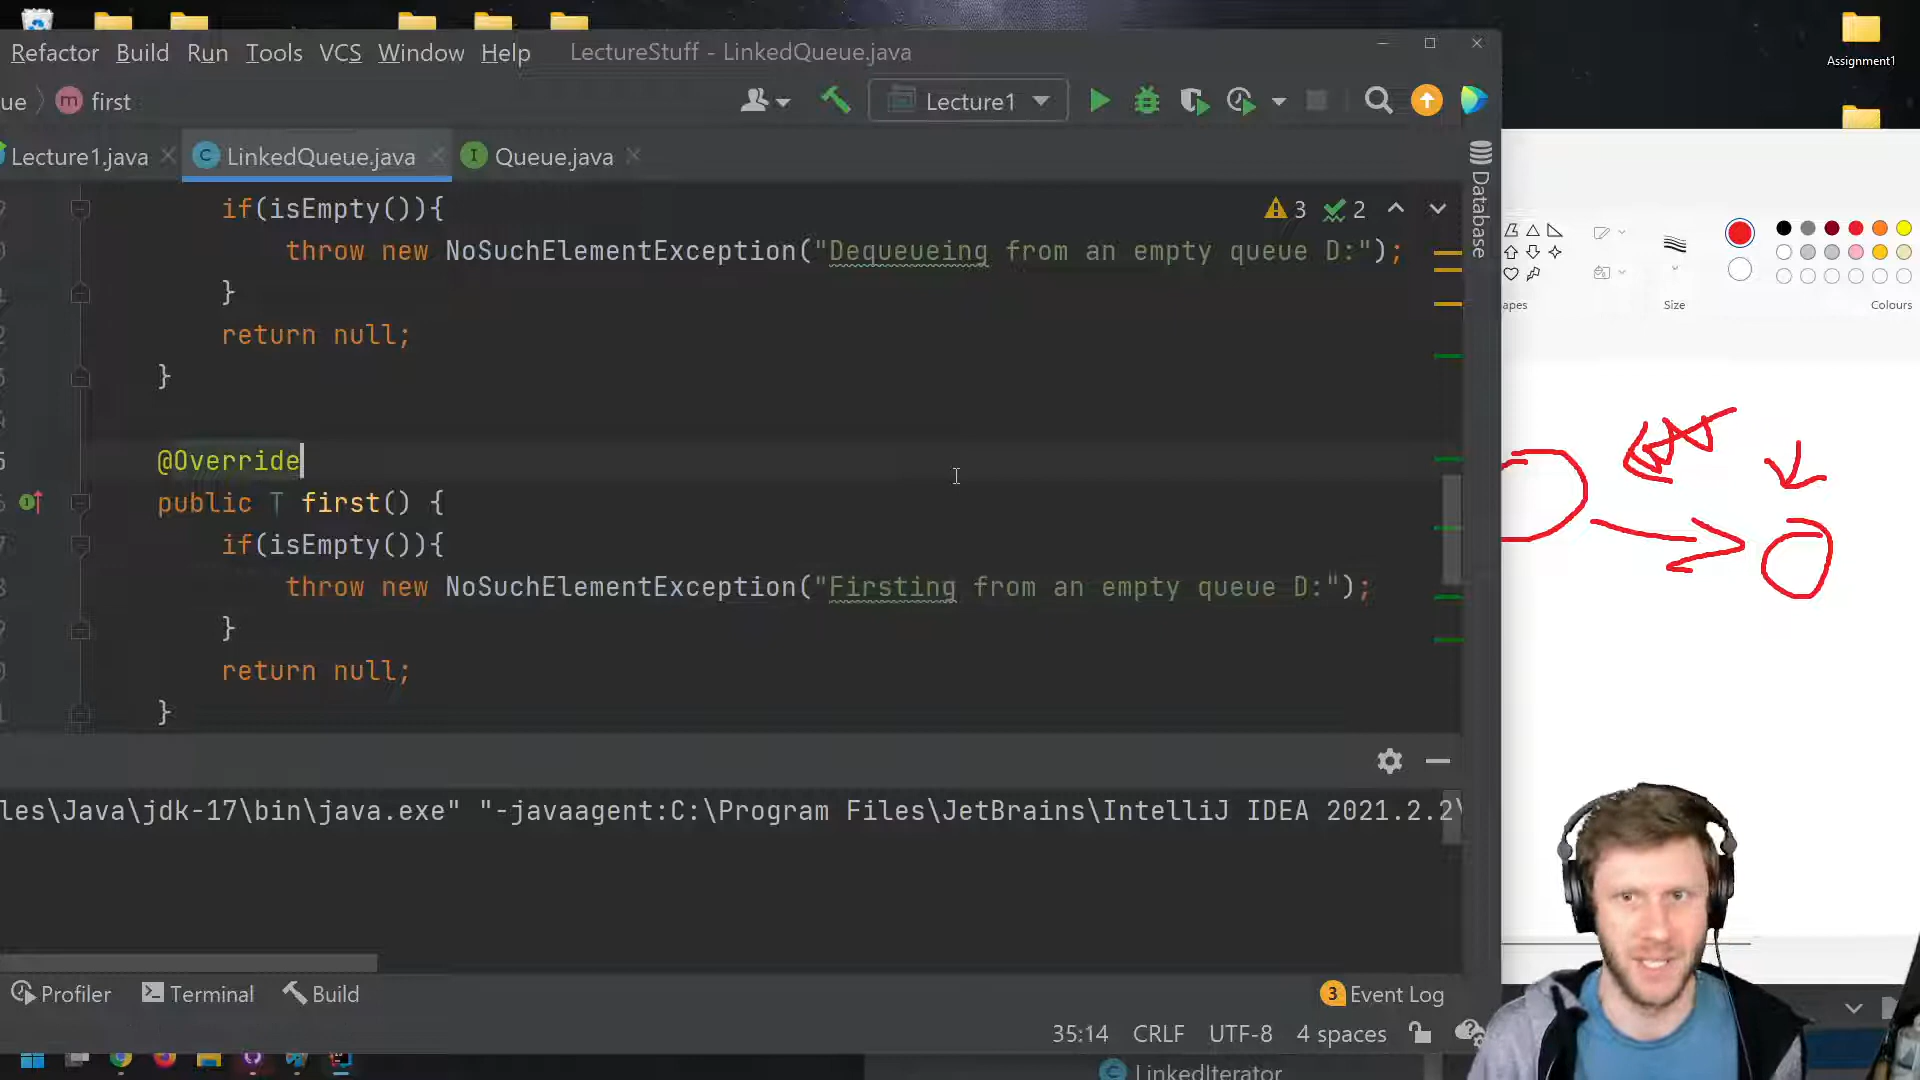 Assignment1
Refactor Build Run Tools VCS Window Help LectureStuff - LinkedQueue.java
ue m first Lecture1
Lecture1.java C LinkedQueue.java I Queue.java
Database
if(isEmpty()){ 3 2
throw new NoSuchElementException("Dequeueing from an empty queue D:");
}
return null;
}
@Override
public T first() {
if(isEmpty()){
throw new NoSuchElementException("Firsting from an empty queue D:");
}
return null;
}
apes Size Colours
les\Java\jdk-17\bin\java.exe" "-javaagent:C:\Program Files\JetBrains\IntelliJ IDEA 2021.2.2\
Profiler Terminal Build 3 Event Log
35:14 CRLF UTF-8 4 spaces
C LinkedIterator